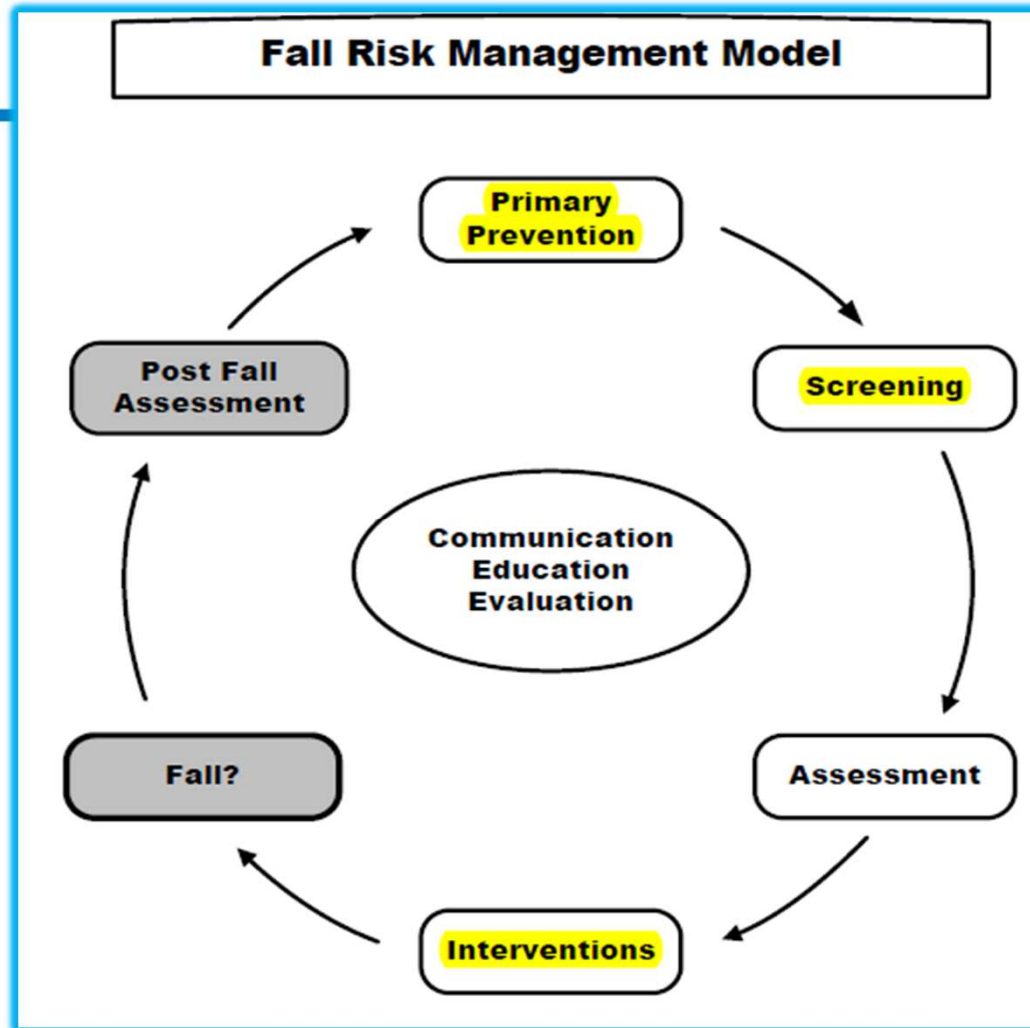 Fall Risk Management Model
Primary
Prevention
Screening
Assessment
Interventions
Fall?
Post Fall
Assessment
Communication
Education
Evaluation